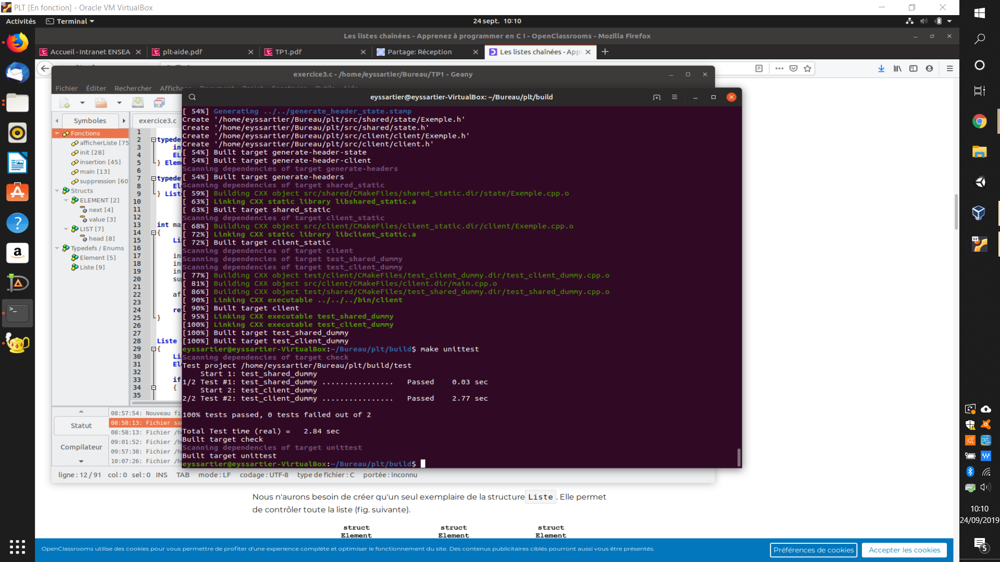 PLT [En fonction] - Oracle VM VirtualBox
Activités
Terminal
24 sept. 10:10
Les listes chaînées - Apprenez à programmer en C ! - OpenClassrooms - Mozilla Firefox
Accueil - Intranet ENSEA
plt-aide.pdf
TP1.pdf
Partage: Réception
Les listes chaînées - App
exercice3.c - /home/eyssartier/Bureau/TP1 - Geany
Fichier Éditer Rechercher Affichage Document Projet Construire Outils Aide
eyssartier@eyssartier-VirtualBox: ~/Bureau/plt/build
Symboles
exercice3.c
Fonctions
afficherListe [75
init [28]
insertion [45]
main [13]
suppression [60
Structs
ELEMENT [2]
next [4]
value [3]
LIST [7]
head [8]
Typedefs / Enums
Element [5]
Liste [9]
1
2 typedef
3 in
4 EL
5 } Elem
6
7 typedef
8 El
9 } List
10
11
12
13 int mai
14 {
15 Lis
16
17 ins
18 ins
19 ins
20 sup
21
22 aff
23
24 ret
25 }
26
27
28 Liste
29 {
30 Lis
31 Ele
32
33 if
34 {
35
[ 54%] Generating ../../generate_header_state.stamp
Create '/home/eyssartier/Bureau/plt/src/shared/state/Exemple.h'
Create '/home/eyssartier/Bureau/plt/src/shared/state.h'
Create '/home/eyssartier/Bureau/plt/src/client/client/Exemple.h'
Create '/home/eyssartier/Bureau/plt/src/client/client.h'
[ 54%] Built target generate-header-state
[ 54%] Built target generate-header-client
Scanning dependencies of target generate-headers
[ 54%] Built target generate-headers
Scanning dependencies of target shared_static
[ 59%] Building CXX object src/shared/CMakeFiles/shared_static.dir/state/Exemple.cpp.o
[ 63%] Linking CXX static library libshared_static.a
[ 63%] Built target shared_static
Scanning dependencies of target client_static
[ 68%] Building CXX object src/client/CMakeFiles/client_static.dir/client/Exemple.cpp.o
[ 72%] Linking CXX static library libclient_static.a
[ 72%] Built target client_static
Scanning dependencies of target client
Scanning dependencies of target test_shared_dummy
Scanning dependencies of target test_client_dummy
[ 77%] Building CXX object test/client/CMakeFiles/test_client_dummy.dir/test_client_dummy.cpp.o
[ 81%] Building CXX object src/client/CMakeFiles/client.dir/main.cpp.o
[ 86%] Building CXX object test/shared/CMakeFiles/test_shared_dummy.dir/test_shared_dummy.cpp.o
[ 90%] Linking CXX executable ../../../bin/client
[ 90%] Built target client
[ 95%] Linking CXX executable test_shared_dummy
[100%] Linking CXX executable test_client_dummy
[100%] Built target test_shared_dummy
[100%] Built target test_client_dummy
eyssartier@eyssartier-VirtualBox:~/Bureau/plt/build$ make unittest
Scanning dependencies of target check
Test project /home/eyssartier/Bureau/plt/build/test
Start 1: test_shared_dummy
1/2 Test #1: test_shared_dummy ................ Passed 0.03 sec
Start 2: test_client_dummy
2/2 Test #2: test_client_dummy ................ Passed 2.77 sec
100% tests passed, 0 tests failed out of 2
Total Test time (real) = 2.84 sec
Built target check
Scanning dependencies of target unittest
Built target unittest
eyssartier@eyssartier-VirtualBox:~/Bureau/plt/build$
Statut
Compilateur
08:57:54: Nouveau fi
08:58:13: Fichier sa
08:58:13: Fichier /h
09:01:52: Fichier /h
09:57:38: Fichier /h
10:07:26: Fichier /h
ligne : 12 / 91 col : 0 sel : 0 INS TAB mode : LF codage : UTF-8 type de fichier : C portée : inconnu
Nous n'aurons besoin de créer qu'un seul exemplaire de la structure Liste . Elle permet
de contrôler toute la liste (fig. suivante).
struct struct struct
Element Element Element
OpenClassrooms utilise des cookies pour vous permettre de profiter d'une experience complète et optimiser le fonctionnement du site. Des contenus publicitaires ciblés pourront aussi vous être présentés.
Préférences de cookies
Accepter les cookies
64
10:10
24/09/2019
5